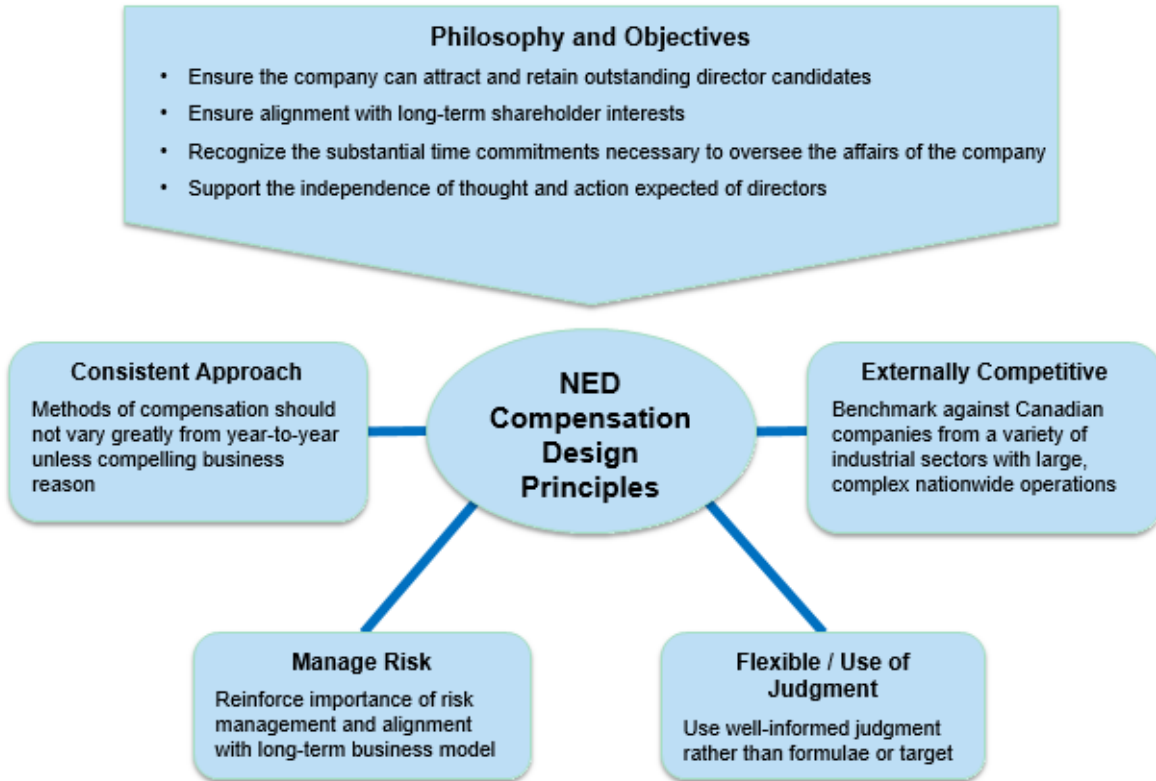 Philosophy and Objectives
• Ensure the company can attract and retain outstanding director candidates
• Ensure alignment with long-term shareholder interests
• Recognize the substantial time commitments necessary to oversee the affairs of the company
• Support the independence of thought and action expected of directors
NED
Compensation
Design
Principles
Consistent Approach
Methods of compensation should
not vary greatly from year-to-year
unless compelling business
reason
Externally Competitive
Benchmark against Canadian
companies from a variety of
industrial sectors with large,
complex nationwide operations
Manage Risk
Reinforce importance of risk
management and alignment
with long-term business model
Flexible / Use of
Judgment
Use well-informed judgment
rather than formulae or target